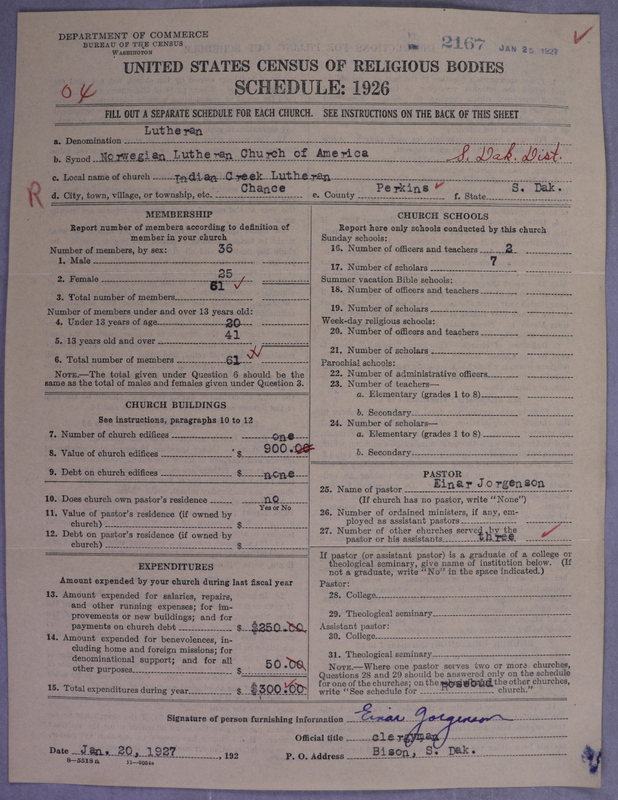 DEPARTMENT OF COMMERCE
BUREAU OF THE CENSUS
WASHINGTON
2167 JAN 25 1927
UNITED STATES CENSUS OF RELIGIOUS BODIES
SCHEDULE: 1926
04
FILL OUT A SEPARATE SCHEDULE FOR EACH CHURCH. SEE INSTRUCTIONS ON THE BACK OF THIS SHEET
a. Denomination Lutheran
b. Synod Norwegian Lutheran Church of America S. Dak. Dist.
c. Local name of church Indian Creek Lutheran
R d. City, town, village, or township, etc. Chance e. County Perkins f. State S. Dak.
MEMBERSHIP
Report number of members according to definition of
member in your church
Number of members, by sex:
1. Male 36
2. Female 25
3. Total number of members 61
Number of members under and over 13 years old:
4. Under 13 years of age 20
5. 13 years old and over 41
6. Total number of members 61
NOTE.—The total given under Question 6 should be the
same as the total of males and females given under Question 3.
CHURCH BUILDINGS
See instructions, paragraphs 10 to 12
7. Number of church edifices one
8. Value of church edifices $ 900.00
9. Debt on church edifices $ none
10. Does church own pastor's residence no
Yes or No
11. Value of pastor's residence (if owned by
church) $
12. Debt on pastor's residence (if owned by
church) $
EXPENDITURES
Amount expended by your church during last fiscal year
13. Amount expended for salaries, repairs,
and other running expenses; for im-
provements or new buildings; and for
payments on church debt $ $250.00
14. Amount expended for benevolences, in-
cluding home and foreign missions; for
denominational support; and for all
other purposes $ 50.00
15. Total expenditures during year $ $300.00
CHURCH SCHOOLS
Report here only schools conducted by this church
Sunday schools:
16. Number of officers and teachers 2
17. Number of scholars 7
Summer vacation Bible schools:
18. Number of officers and teachers
19. Number of scholars
Week-day religious schools:
20. Number of officers and teachers
21. Number of scholars
Parochial schools:
22. Number of administrative officers
23. Number of teachers—
a. Elementary (grades 1 to 8)
b. Secondary
24. Number of scholars—
a. Elementary (grades 1 to 8)
b. Secondary
PASTOR
25. Name of pastor Einar Jorgenson
(If church has no pastor, write "None")
26. Number of ordained ministers, if any, em-
ployed as assistant pastors
27. Number of other churches served by the
pastor or his assistants three
If pastor (or assistant pastor) is a graduate of a college or
theological seminary, give name of institution below. (If
not a graduate, write "No" in the space indicated.)
Pastor:
28. College
29. Theological seminary
Assistant pastor:
30. College
31. Theological seminary
NOTE.—Where one pastor serves two or more churches,
Questions 28 and 29 should be answered only on the schedule
for one of the churches; on the the other churches,
write "See schedule for rosebud church."
Signature of person furnishing information Einar Jorgenson
Official title clergyman
Date Jan. 20, 1927, 192 P. O. Address Bison, S. Dak.
8—5518a